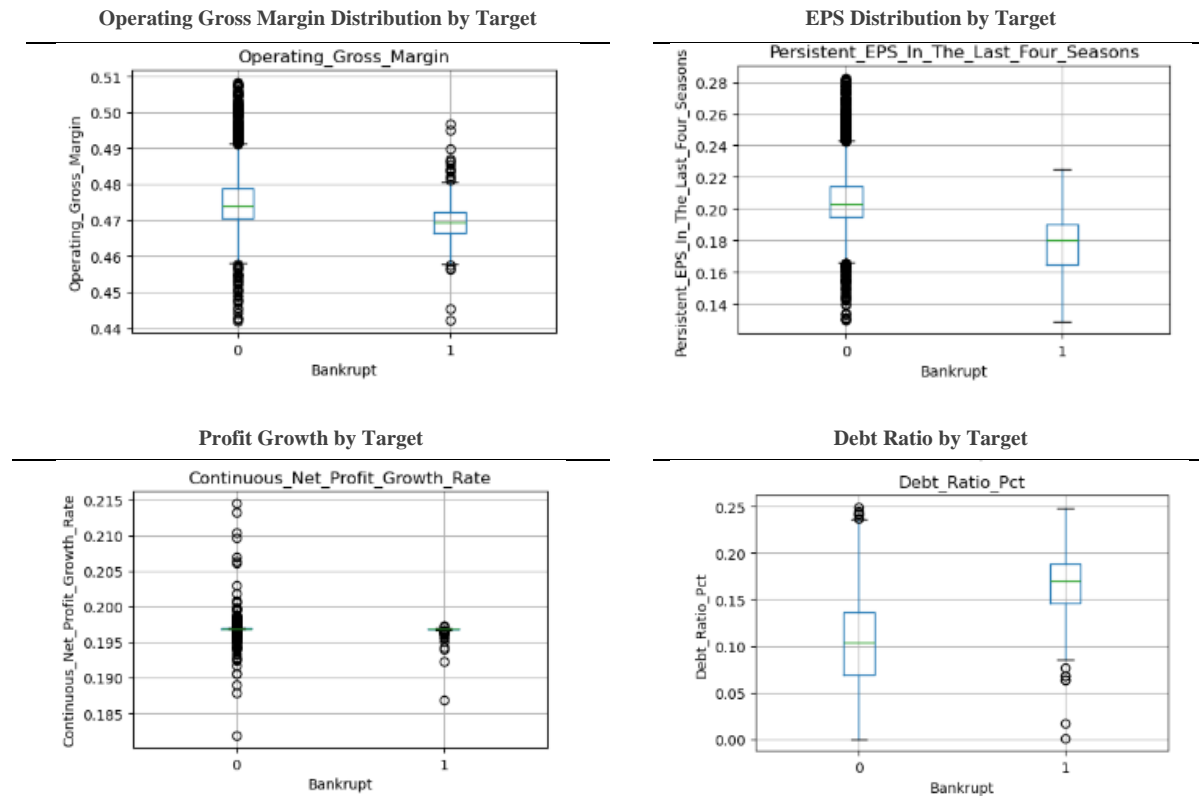 Operating Gross Margin Distribution by Target
Operating_Gross_Margin
Operating_Gross_Margin
0.51
0.50
0.49
0.48
0.47
0.46
0.45
0.44
0
1
Bankrupt
EPS Distribution by Target
Persistent_EPS_In_The_Last_Four_Seasons
Persistent_EPS_In_The_Last_Four_Seasons
0.28
0.26
0.24
0.22
0.20
0.18
0.16
0.14
0
1
Bankrupt
Profit Growth by Target
Continuous_Net_Profit_Growth_Rate
Continuous_Net_Profit_Growth_Rate
0.215
0.210
0.205
0.200
0.195
0.190
0.185
0
1
Bankrupt
Debt Ratio by Target
Debt_Ratio_Pct
Debt_Ratio_Pct
0.25
0.20
0.15
0.10
0.05
0.00
0
1
Bankrupt